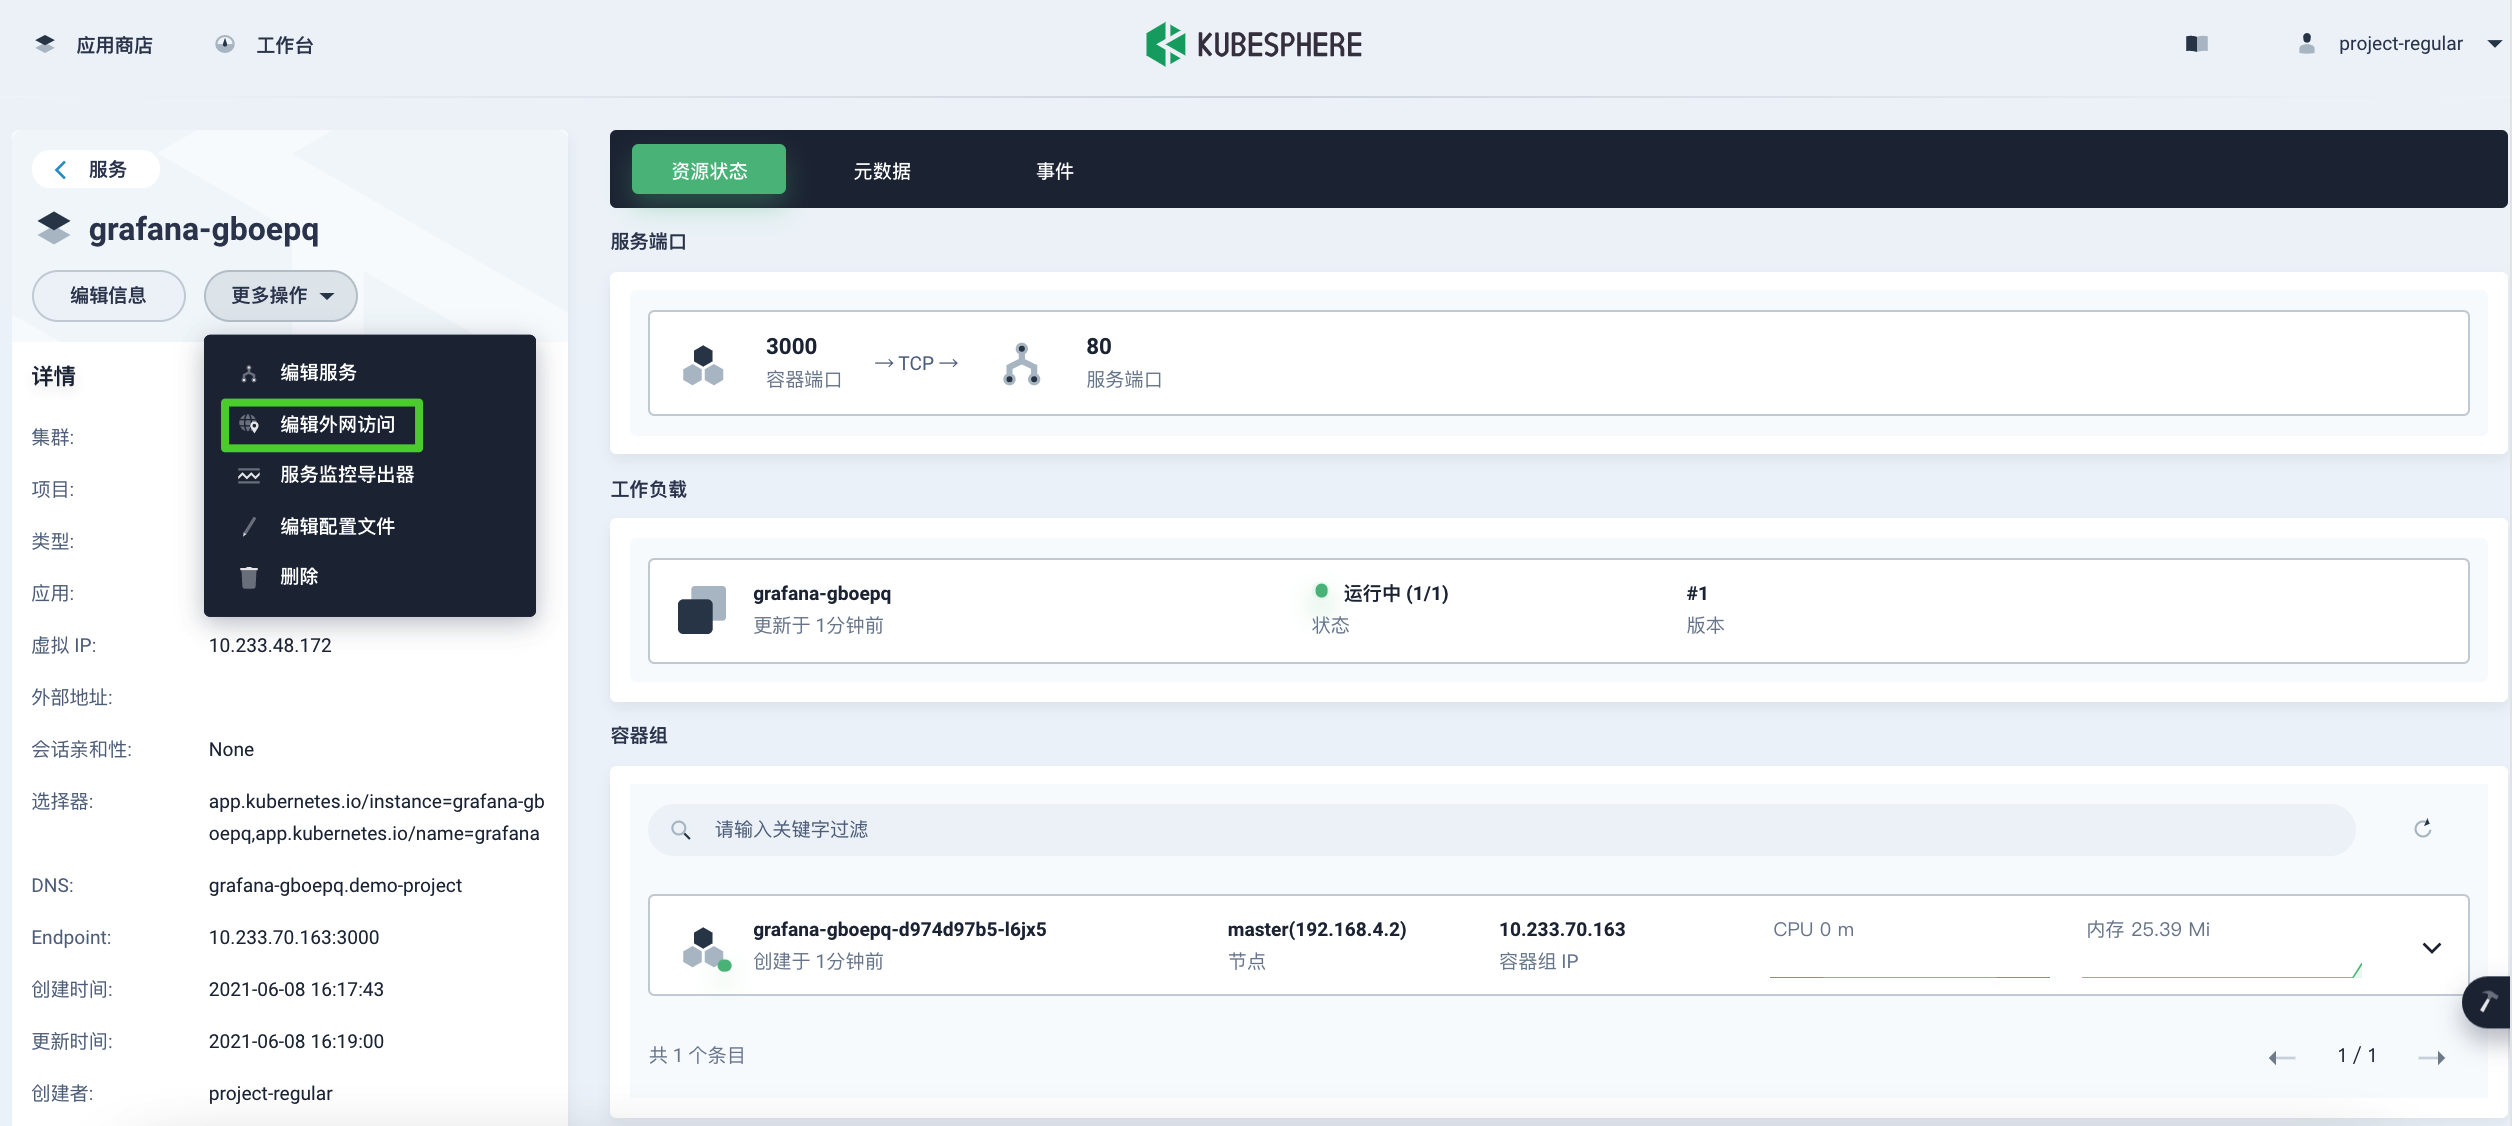 应用商店
工作台
KUBESPHERE
project-regular
服务
grafana-gboepq
编辑信息
更多操作
编辑服务
编辑外网访问
服务监控导出器
编辑配置文件
删除
详情
集群:
项目:
类型:
应用:
虚拟 IP: 10.233.48.172
外部地址:
会话亲和性: None
选择器: app.kubernetes.io/instance=grafana-gb
oepq,app.kubernetes.io/name=grafana
DNS: grafana-gboepq.demo-project
Endpoint: 10.233.70.163:3000
创建时间: 2021-06-08 16:17:43
更新时间: 2021-06-08 16:19:00
创建者: project-regular
资源状态 元数据 事件
服务端口
3000 →TCP→ 80
容器端口 服务端口
工作负载
grafana-gboepq 运行中 (1/1) #1
更新于 1分钟前 状态 版本
容器组
请输入关键字过滤
grafana-gboepq-d974d97b5-l6jx5 master(192.168.4.2) 10.233.70.163 CPU 0 m 内存 25.39 Mi
创建于 1分钟前 节点 容器组 IP
共 1 个条目
1 / 1